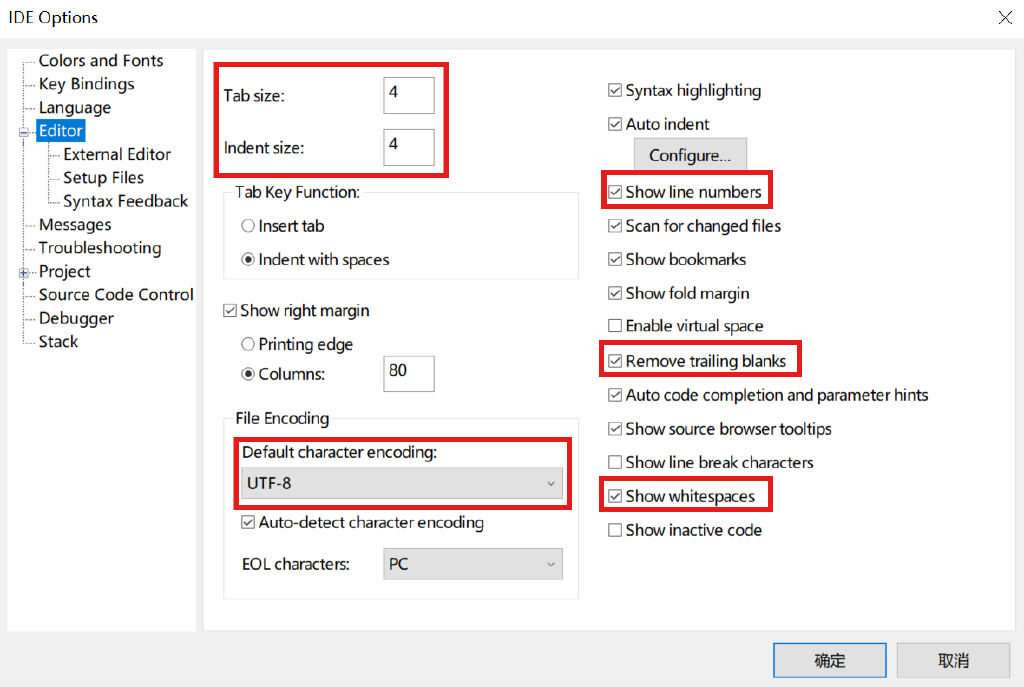 IDE Options
Colors and Fonts
Key Bindings
Language
Editor
External Editor
Setup Files
Syntax Feedback
Messages
Troubleshooting
Project
Source Code Control
Debugger
Stack
Tab size:
4
Indent size:
4
Tab Key Function:
Insert tab
Indent with spaces
Show right margin
Printing edge
Columns:
80
File Encoding
Default character encoding:
UTF-8
Auto-detect character encoding
EOL characters:
PC
Syntax highlighting
Auto indent
Configure...
Show line numbers
Scan for changed files
Show bookmarks
Show fold margin
Enable virtual space
Remove trailing blanks
Auto code completion and parameter hints
Show source browser tooltips
Show line break characters
Show whitespaces
Show inactive code
确定
取消